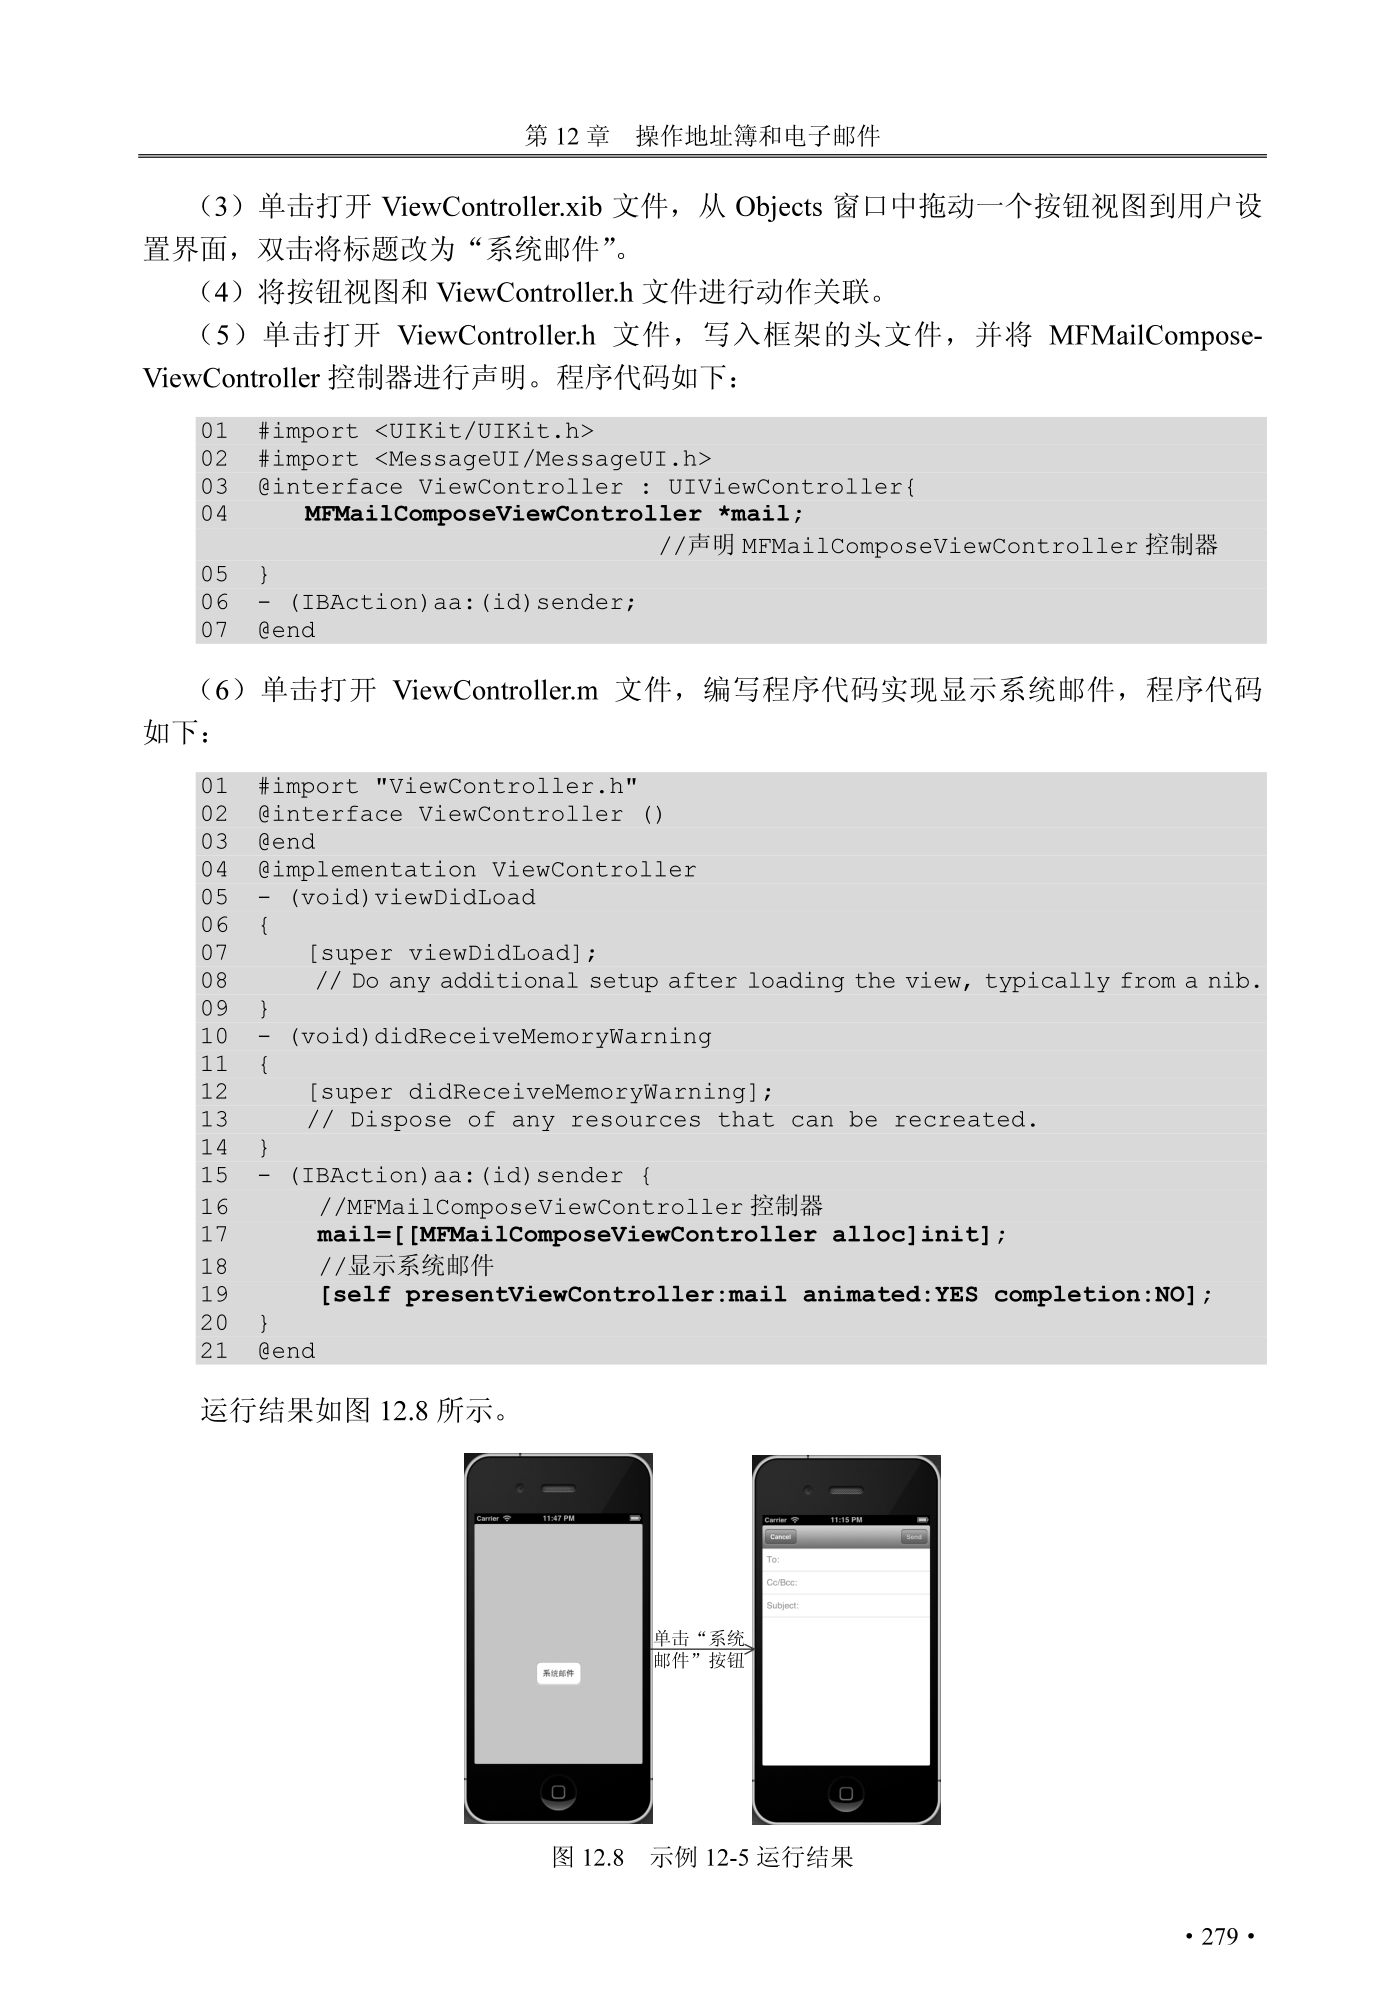 第 12 章　操作地址簿和电子邮件
（3）单击打开 ViewController.xib 文件，从 Objects 窗口中拖动一个按钮视图到用户设
置界面，双击将标题改为“系统邮件”。
（4）将按钮视图和 ViewController.h 文件进行动作关联。
（5）单击打开 ViewController.h 文件，写入框架的头文件，并将 MFMailCompose-
ViewController 控制器进行声明。程序代码如下：
01 #import <UIKit/UIKit.h>
02 #import <MessageUI/MessageUI.h>
03 @interface ViewController : UIViewController{
04 MFMailComposeViewController *mail;
//声明 MFMailComposeViewController 控制器
05 }
06 - (IBAction)aa:(id)sender;
07 @end
（6）单击打开 ViewController.m 文件，编写程序代码实现显示系统邮件，程序代码
如下：
01 #import "ViewController.h"
02 @interface ViewController ()
03 @end
04 @implementation ViewController
05 - (void)viewDidLoad
06 {
07 [super viewDidLoad];
08 // Do any additional setup after loading the view, typically from a nib.
09 }
10 - (void)didReceiveMemoryWarning
11 {
12 [super didReceiveMemoryWarning];
13 // Dispose of any resources that can be recreated.
14 }
15 - (IBAction)aa:(id)sender {
16 //MFMailComposeViewController 控制器
17 mail=[[MFMailComposeViewController alloc]init];
18 //显示系统邮件
19 [self presentViewController:mail animated:YES completion:NO];
20 }
21 @end
运行结果如图 12.8 所示。
Carrier 11:47 PM
系统邮件
单击“系统
邮件”按钮
Carrier 11:15 PM
Cancel Send
To:
Cc/Bcc:
Subject:
图 12.8　示例 12-5 运行结果
·279·